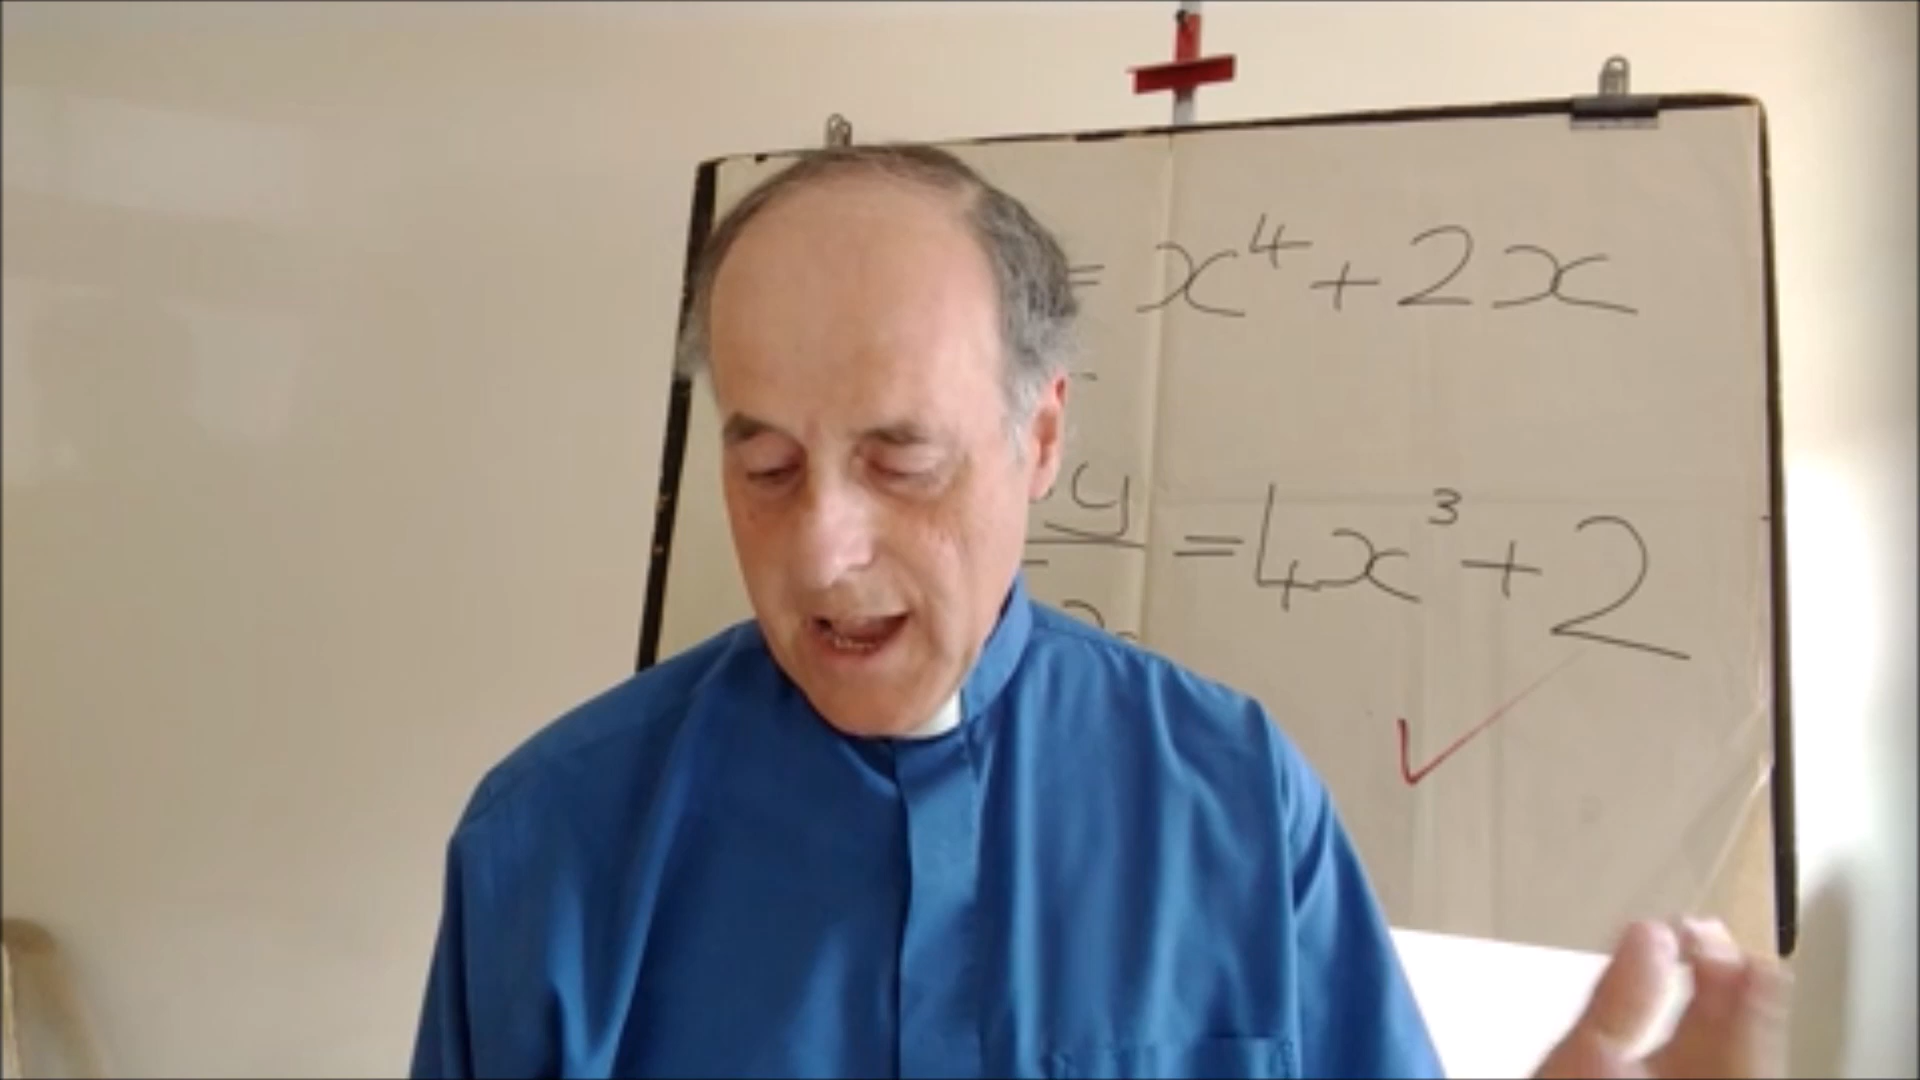 = x⁴ + 2x
y = 4x³ + 2